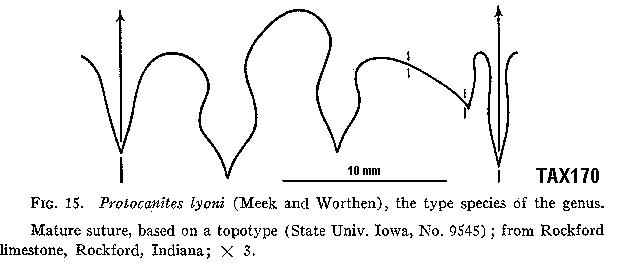 10 mm
TAX170
FIG. 15. Protocanites lyoni (Meek and Worthen), the type species of the genus.
Mature suture, based on a topotype (State Univ. Iowa, No. 9545) ; from Rockford
limestone, Rockford, Indiana; × 3.